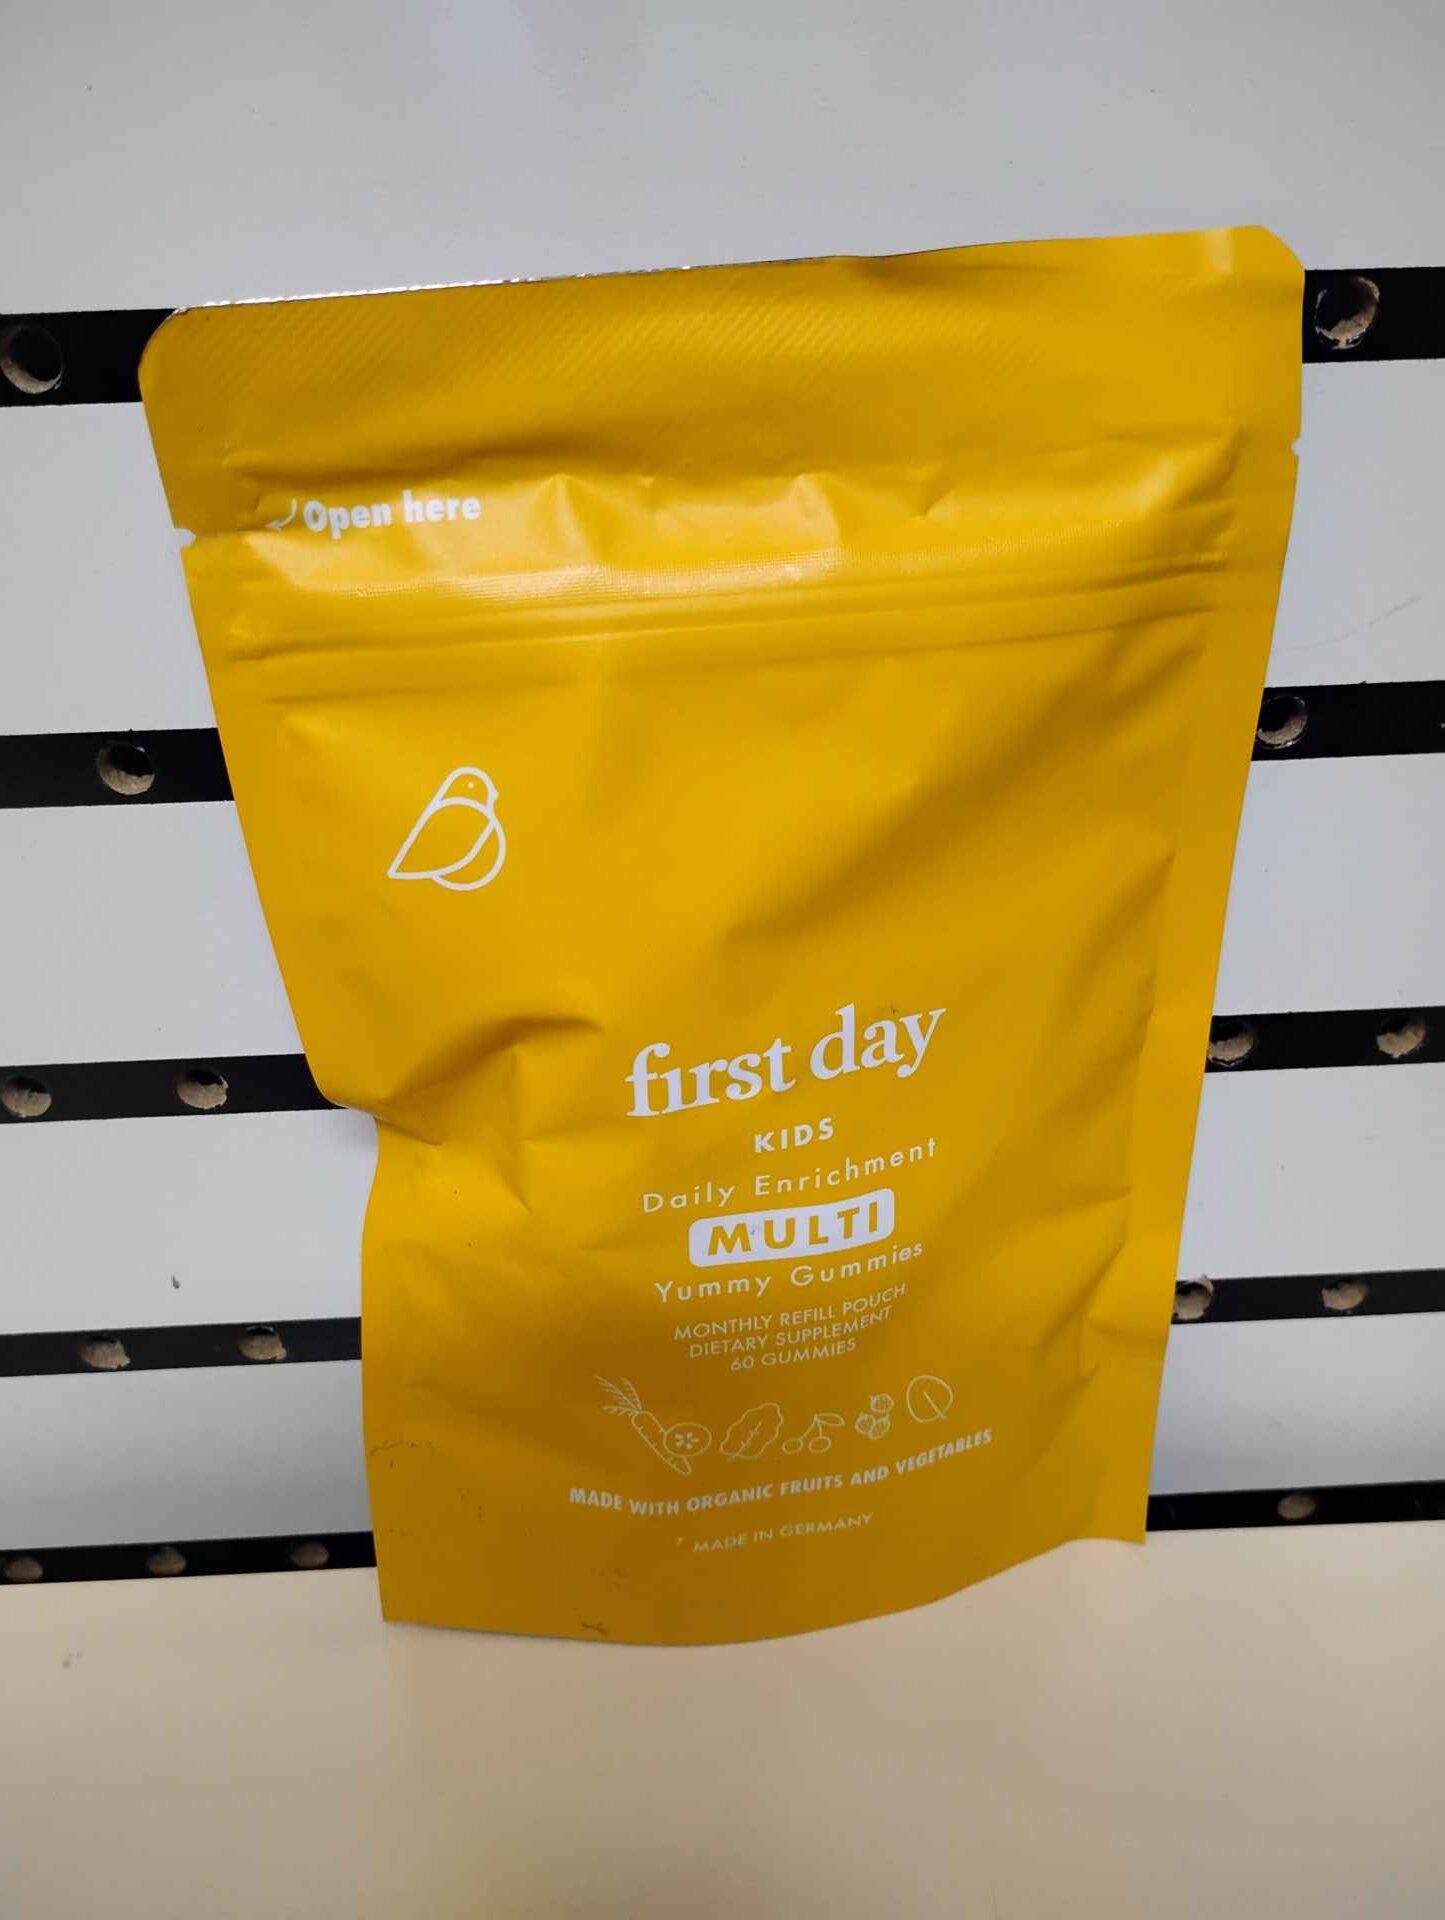 Open here
first day
KIDS
Daily Enrichment
MULTI
Yummy Gummies
MONTHLY REFILL POUCH
DIETARY SUPPLEMENT
60 GUMMIES
MADE WITH ORGANIC FRUITS AND VEGETABLES
MADE IN GERMANY